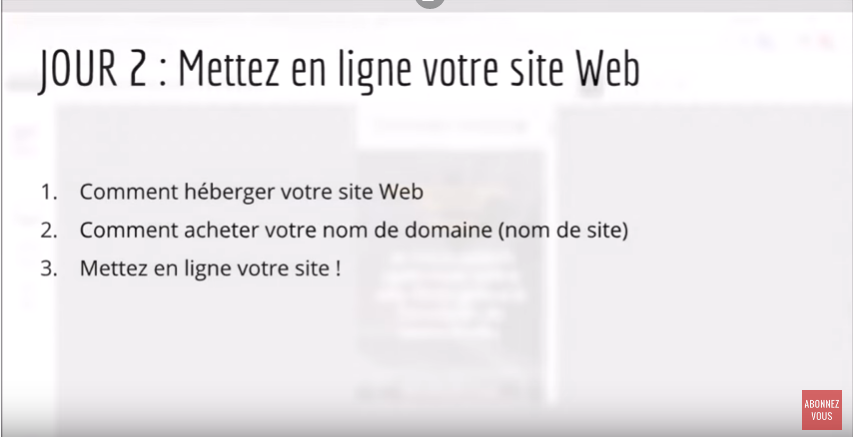 JOUR 2 : Mettez en ligne votre site Web
1. Comment héberger votre site Web
2. Comment acheter votre nom de domaine (nom de site)
3. Mettez en ligne votre site !
ABONNEZ
VOUS